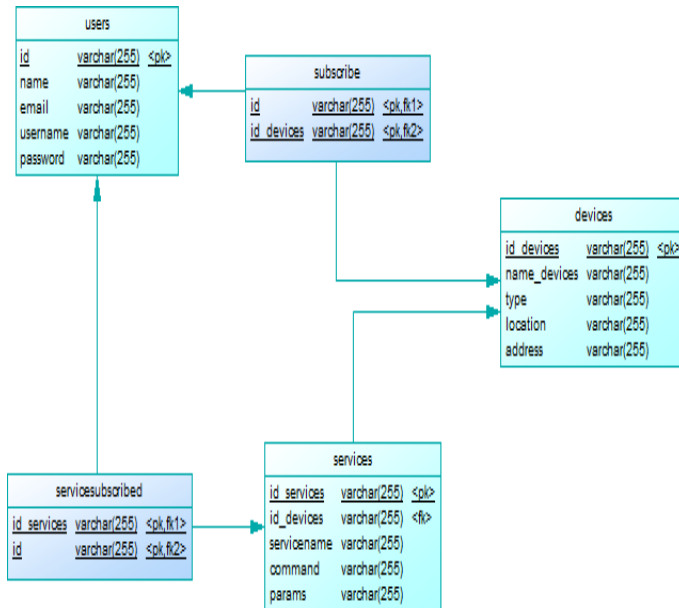 users
id varchar(255) <pk>
name varchar(255)
email varchar(255)
username varchar(255)
password varchar(255)
subscribe
id varchar(255) <pk,fk1>
id_devices varchar(255) <pk,fk2>
devices
id_devices varchar(255) <pk>
name_devices varchar(255)
type varchar(255)
location varchar(255)
address varchar(255)
services
id_services varchar(255) <pk>
id_devices varchar(255) <fk>
servicename varchar(255)
command varchar(255)
params varchar(255)
servicesubscribed
id_services varchar(255) <pk,fk1>
id varchar(255) <pk,fk2>